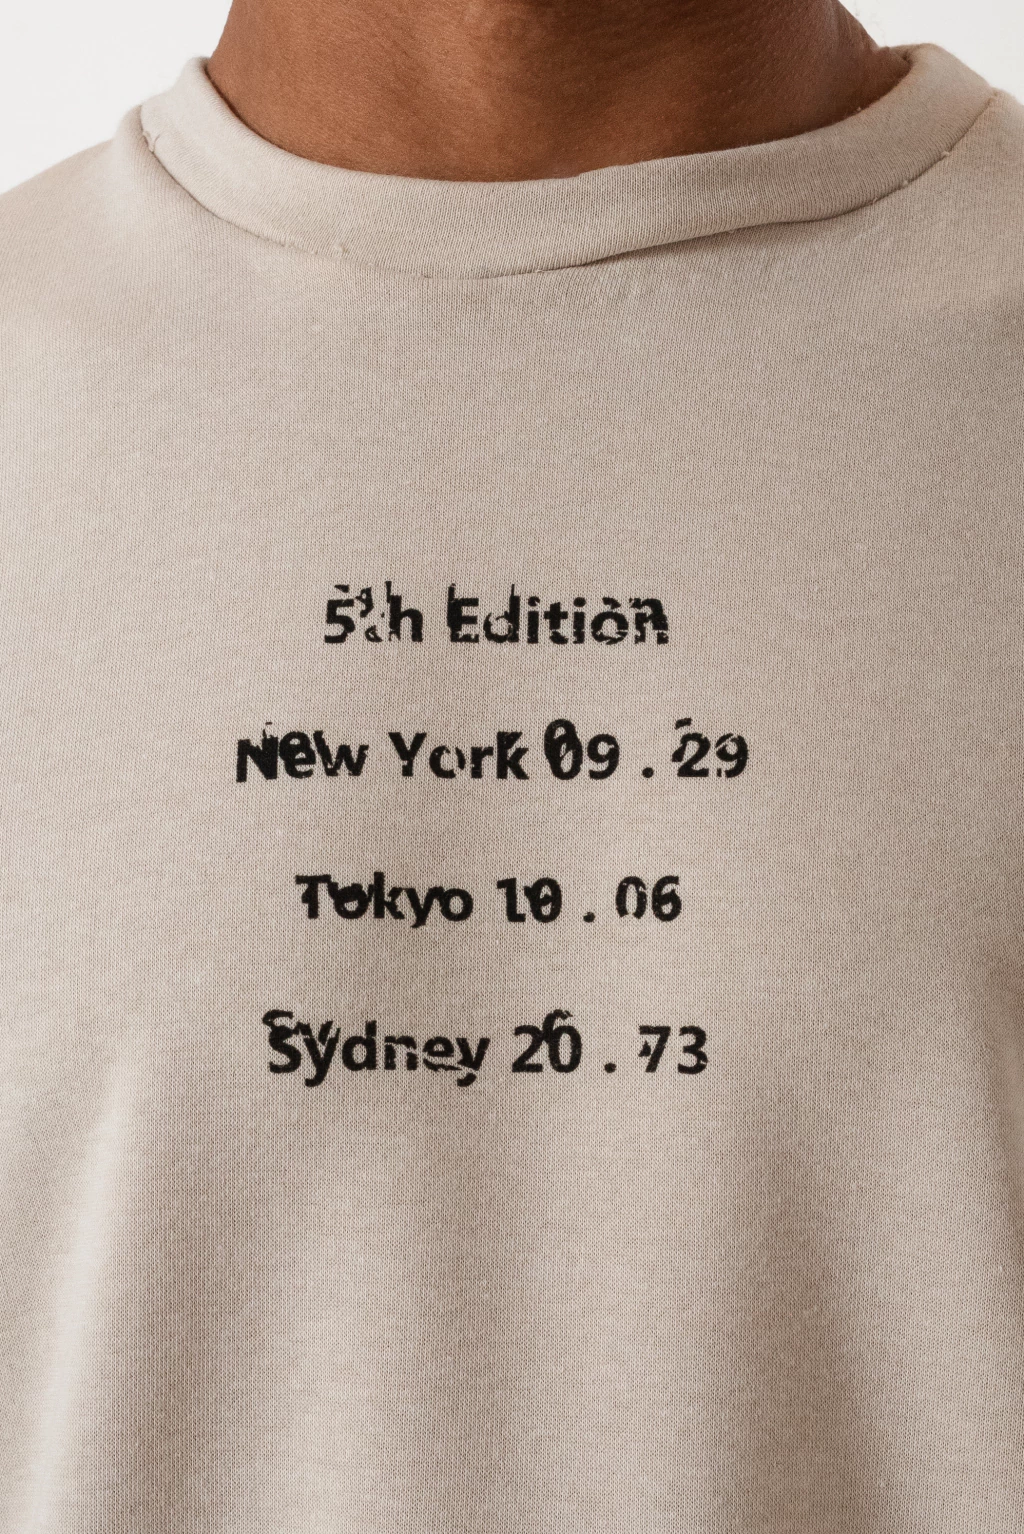 5th Edition
New York 09 . 29
Tokyo 10 . 06
Sydney 20 . 73